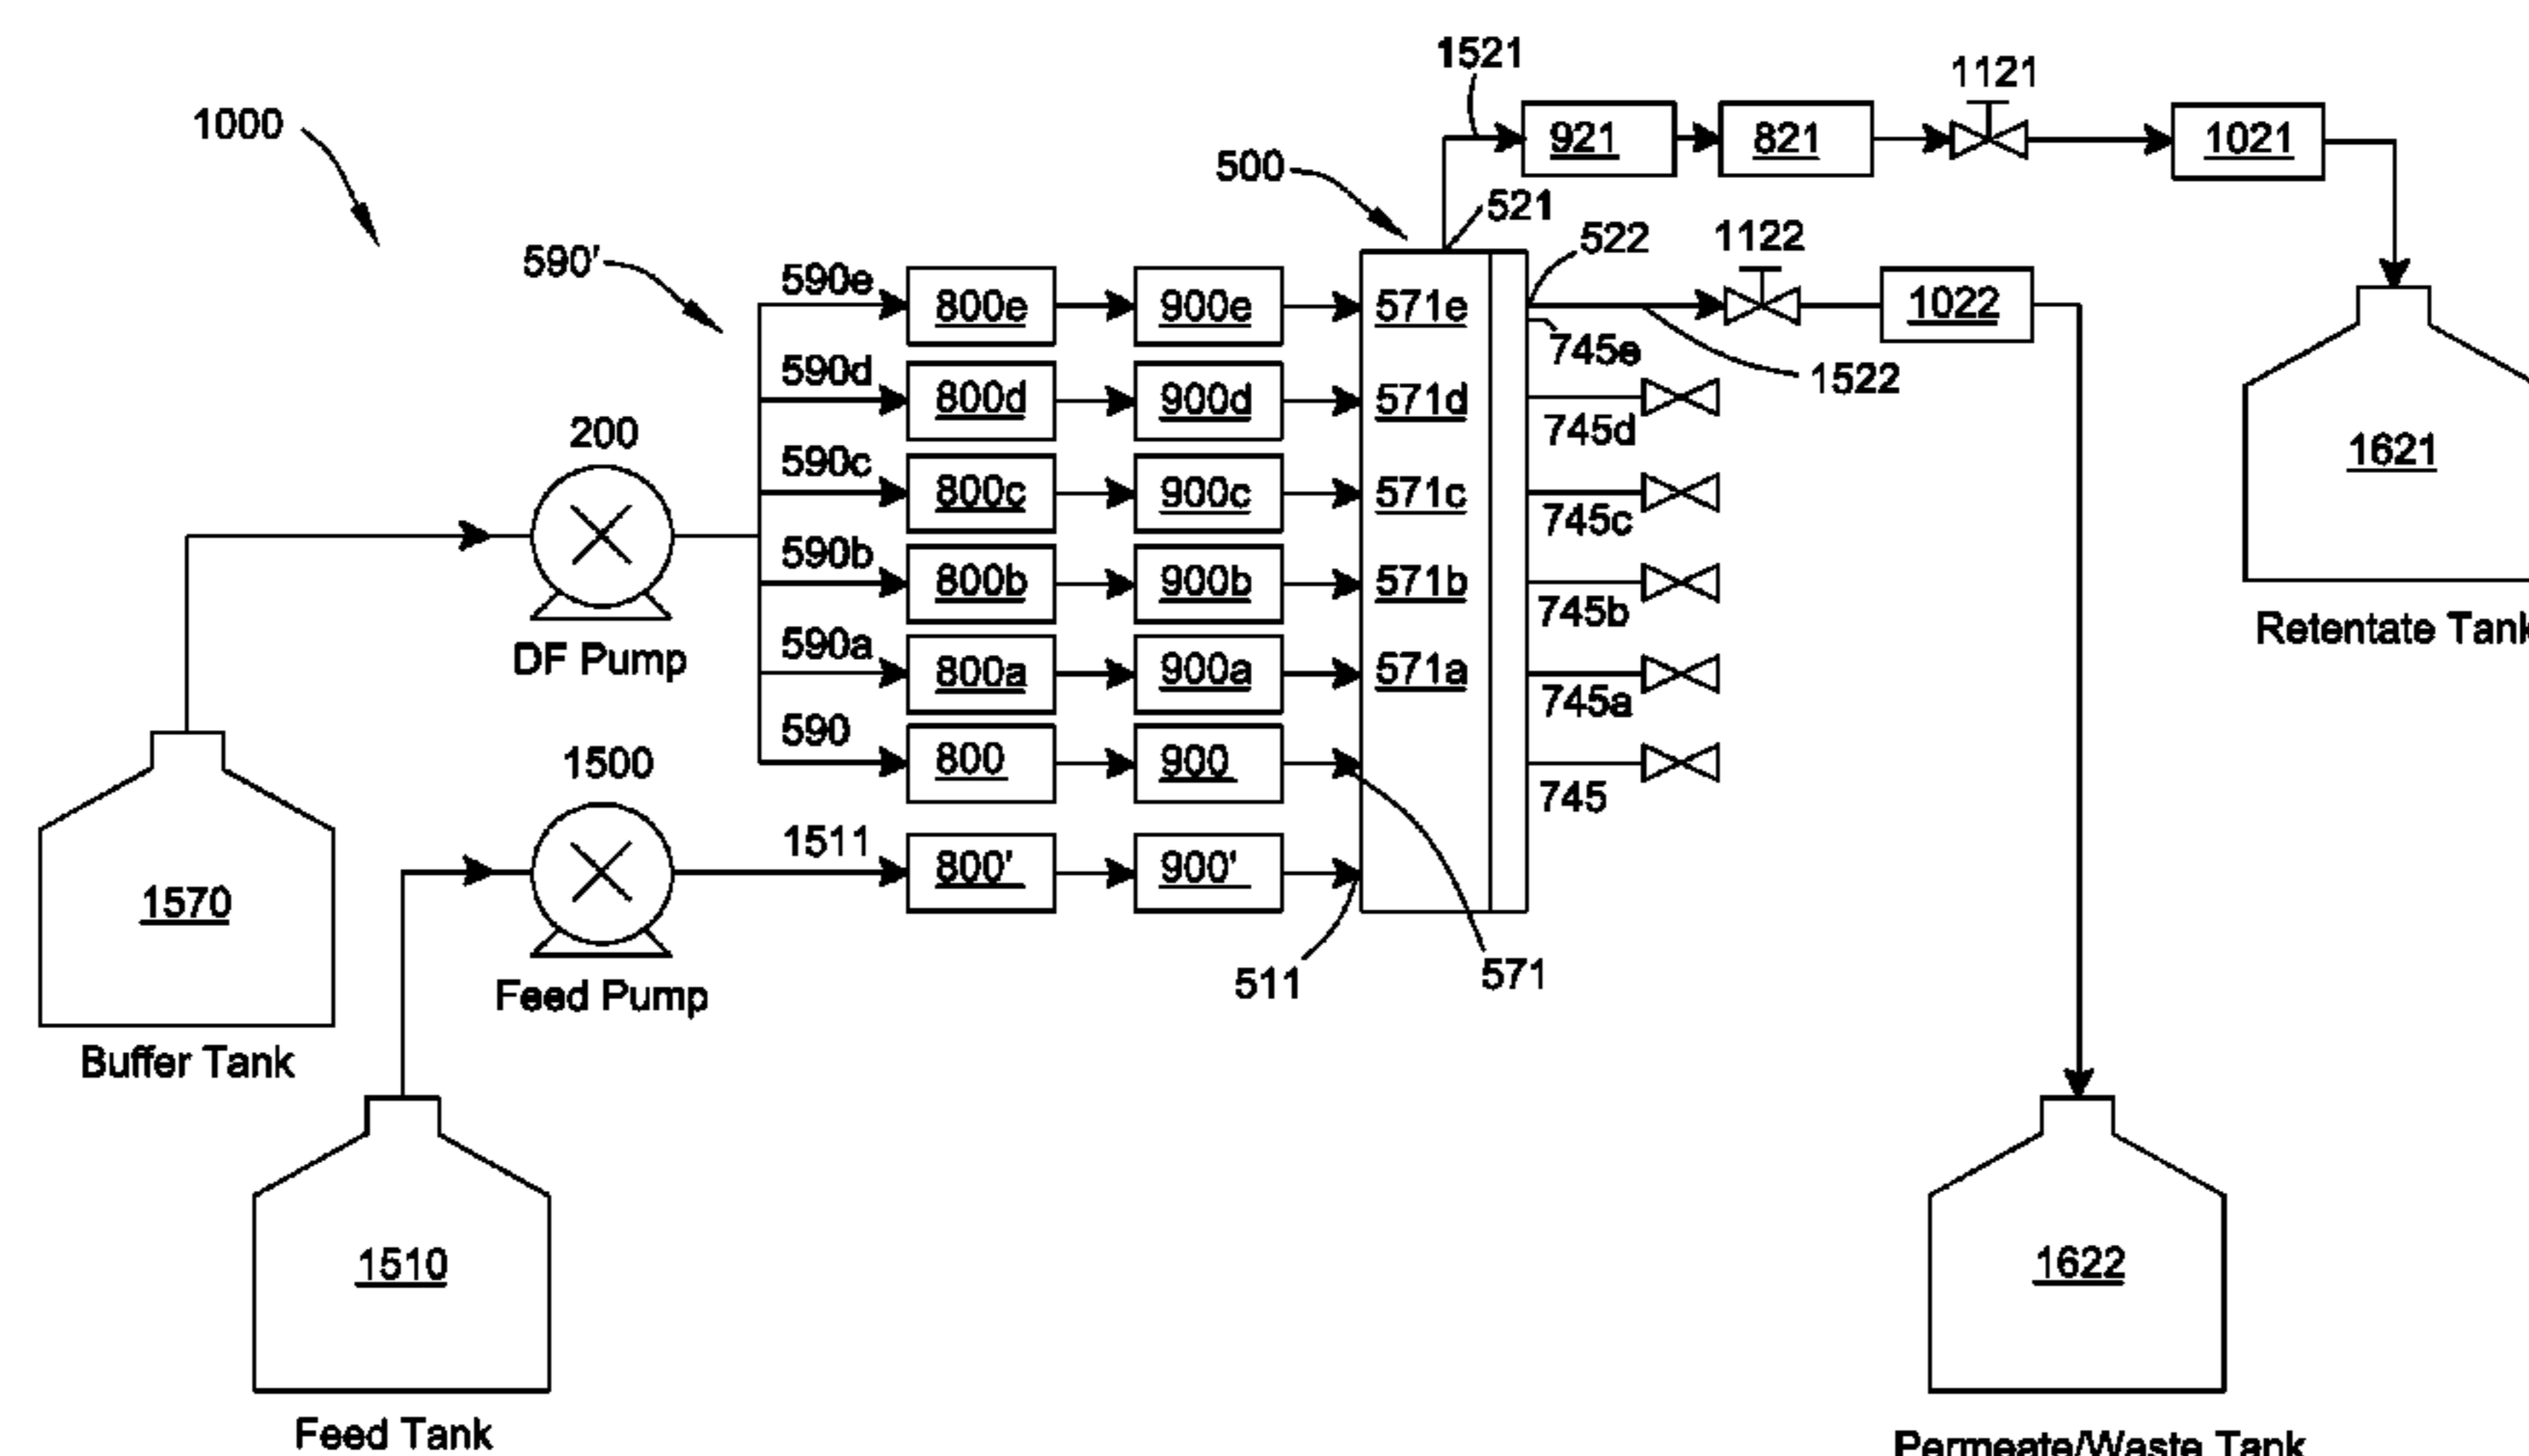 1521
1121
1000
921
821
1021
500
521
522
1122
590'
590e
800e
900e
571e
1022
745e
590d
800d
900d
571d
1522
745d
200
590c
800c
900c
571c
1621
745c
590b
800b
900b
571b
745b
Retentate Tank
DF Pump
590a
800a
900a
571a
745a
590
1500
800
900
745
1511
800'
900'
1570
511
571
Feed Pump
Buffer Tank
1510
1622
Feed Tank
Permeate/Waste Tank